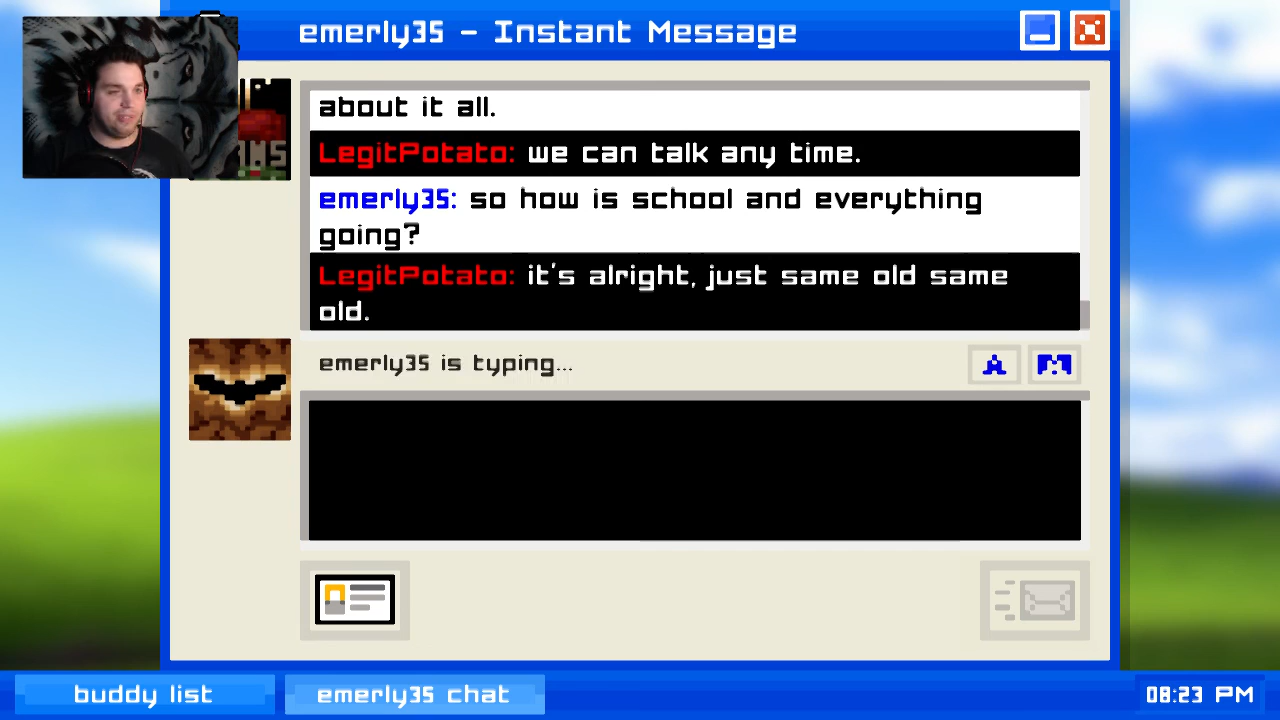 emerly35 - Instant Message
about it all.
LegitPotato: we can talk any time.
emerly35: so how is school and everything
going?
LegitPotato: it's alright, just same old same
old.
emerly35 is typing...
buddy list
emerly35 chat
08:23 PM